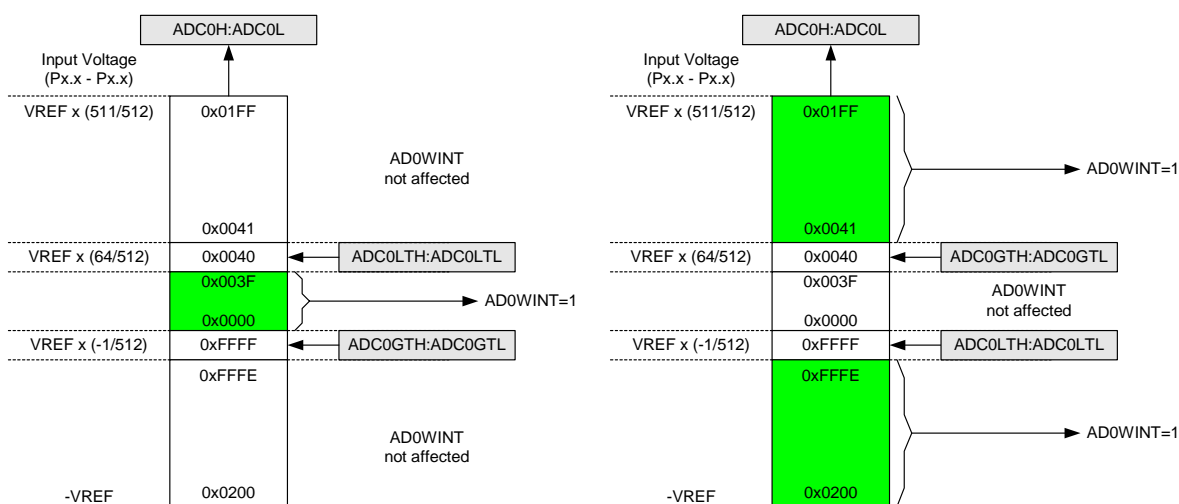 ADC0H:ADC0L
Input Voltage
(Px.x - Px.x)
VREF x (511/512)
0x01FF
AD0WINT
not affected
0x0041
VREF x (64/512)
0x0040
ADC0LTH:ADC0LTL
0x003F
AD0WINT=1
0x0000
VREF x (-1/512)
0xFFFF
ADC0GTH:ADC0GTL
0xFFFE
AD0WINT
not affected
-VREF
0x0200
ADC0H:ADC0L
Input Voltage
(Px.x - Px.x)
VREF x (511/512)
0x01FF
AD0WINT=1
0x0041
VREF x (64/512)
0x0040
ADC0GTH:ADC0GTL
0x003F
AD0WINT
not affected
0x0000
VREF x (-1/512)
0xFFFF
ADC0LTH:ADC0LTL
0xFFFE
AD0WINT=1
-VREF
0x0200